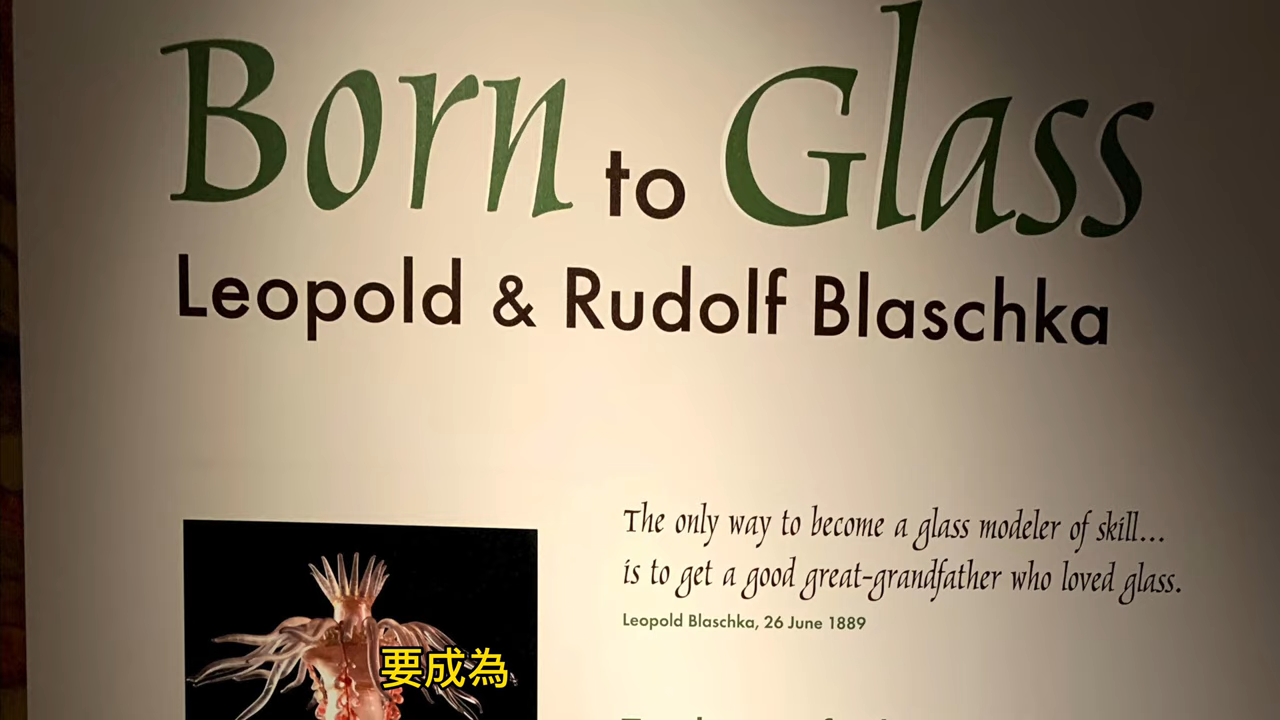 Born to Glass
Leopold & Rudolf Blaschka
The only way to become a glass modeler of skill...
is to get a good great-grandfather who loved glass.
Leopold Blaschka, 26 June 1889
要成為